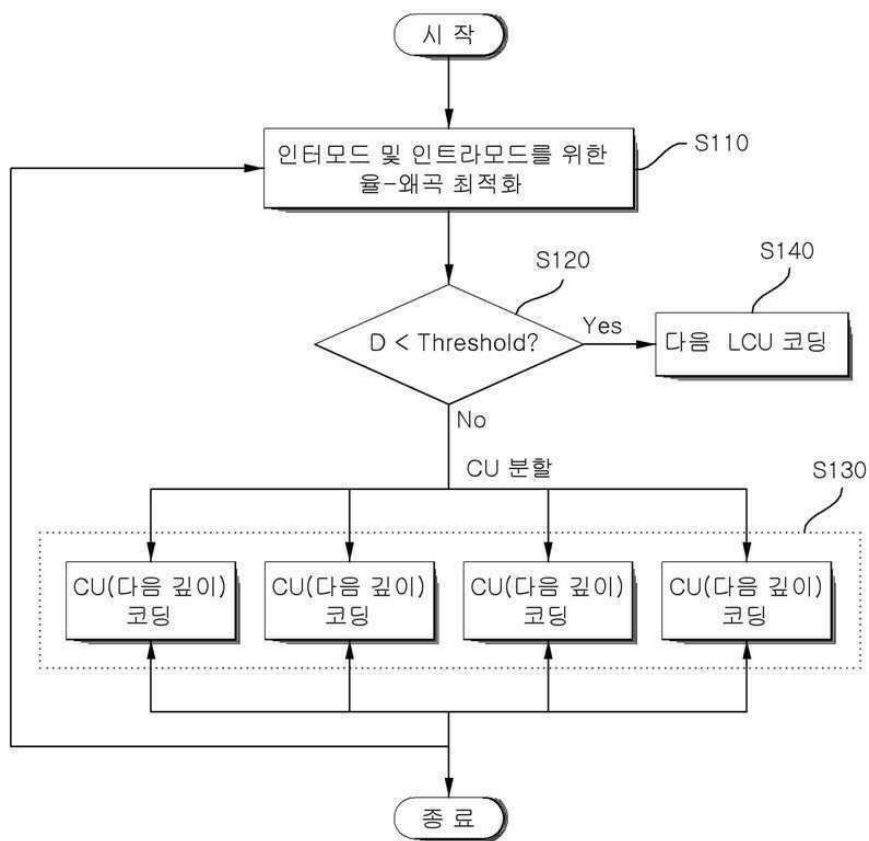 시 작
인터모드 및 인트라모드를 위한
율-왜곡 최적화
S110
S120
S140
D < Threshold?
Yes
다음 LCU 코딩
No
CU 분할
S130
CU(다음 깊이)
코딩
CU(다음 깊이)
코딩
CU(다음 깊이)
코딩
CU(다음 깊이)
코딩
종 료